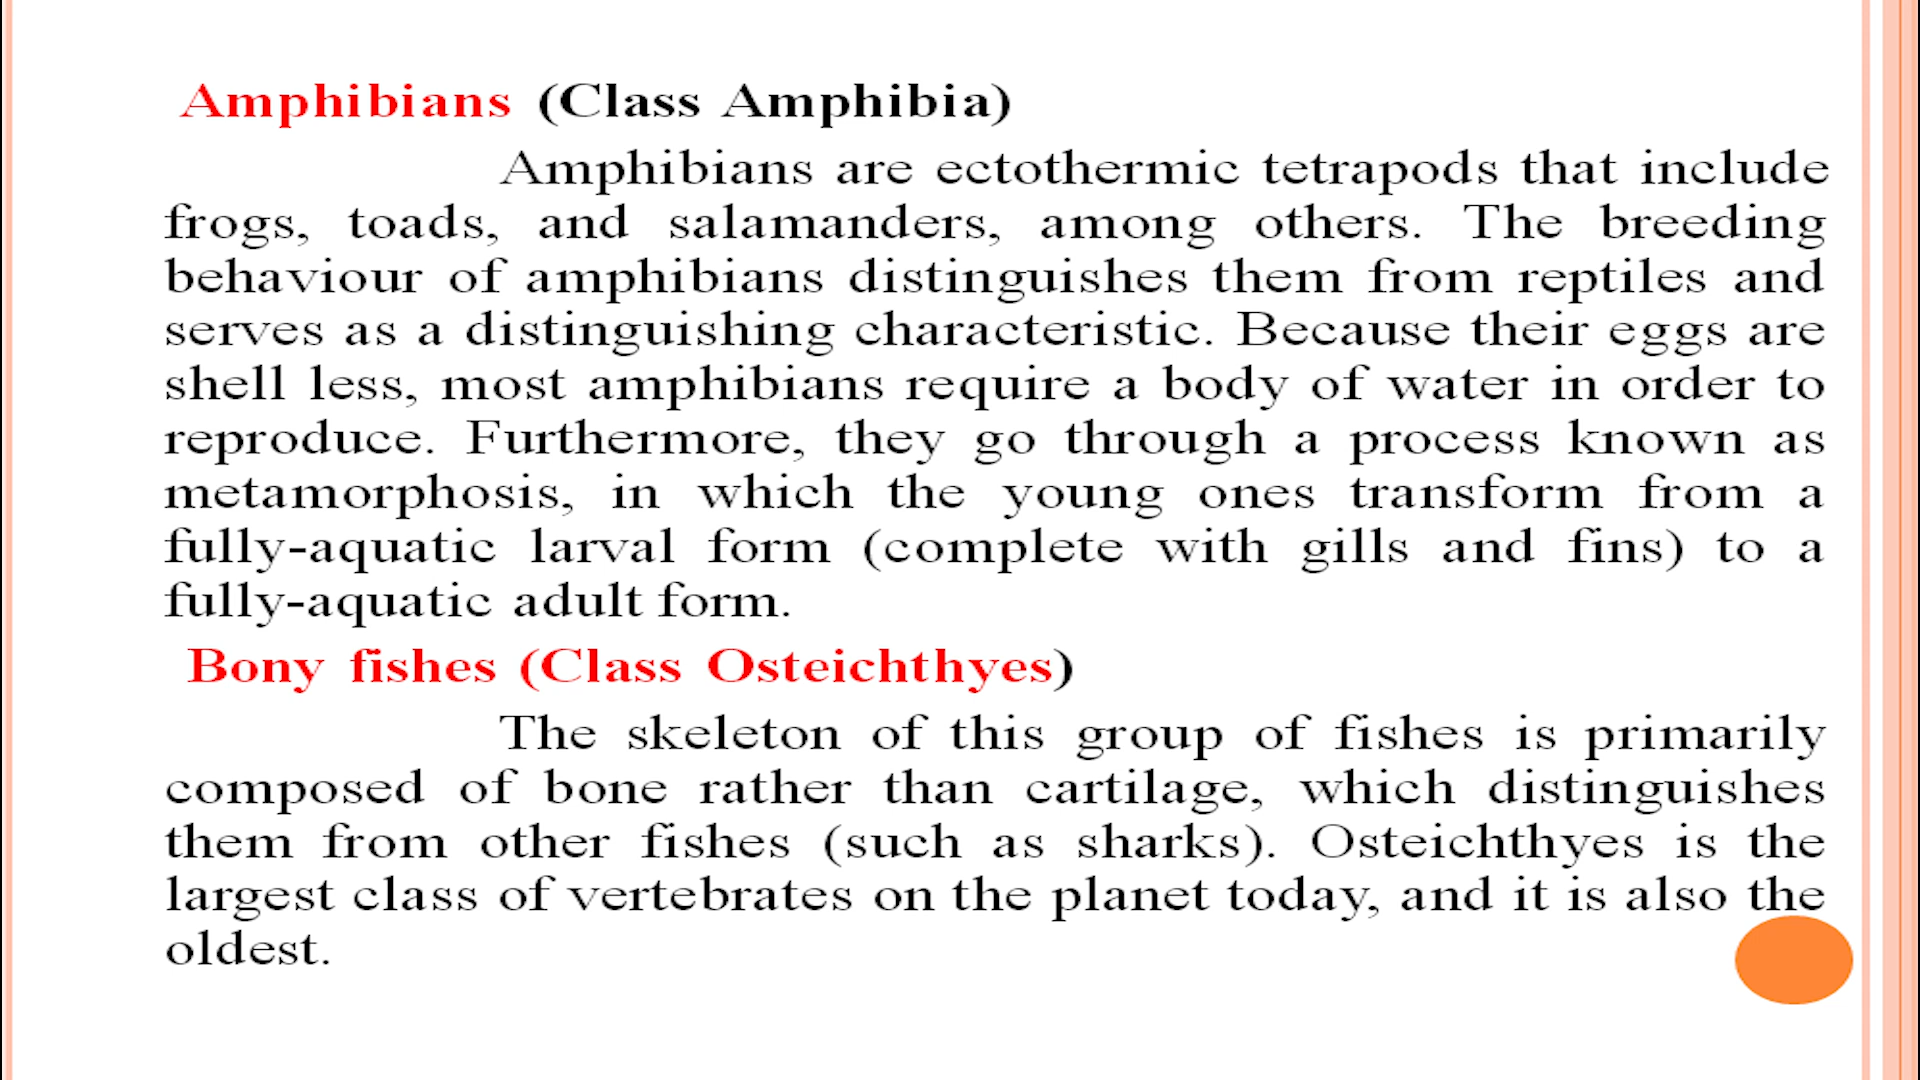 Amphibians (Class Amphibia)
Amphibians are ectothermic tetrapods that include
frogs, toads, and salamanders, among others. The breeding
behaviour of amphibians distinguishes them from reptiles and
serves as a distinguishing characteristic. Because their eggs are
shell less, most amphibians require a body of water in order to
reproduce. Furthermore, they go through a process known as
metamorphosis, in which the young ones transform from a
fully-aquatic larval form (complete with gills and fins) to a
fully-aquatic adult form.
Bony fishes (Class Osteichthyes)
The skeleton of this group of fishes is primarily
composed of bone rather than cartilage, which distinguishes
them from other fishes (such as sharks). Osteichthyes is the
largest class of vertebrates on the planet today, and it is also the
oldest.